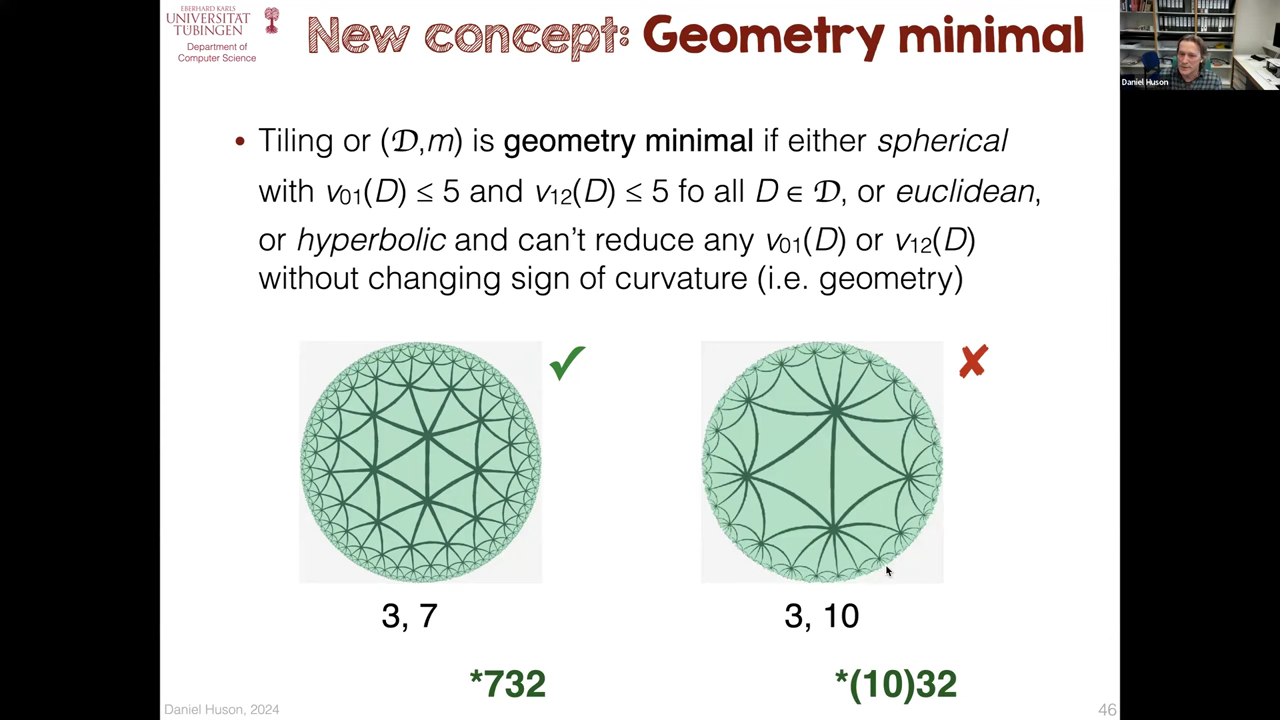 EBERHARD KARLS
UNIVERSITÄT
TÜBINGEN
Department of
Computer Science
New concept: Geometry minimal
Daniel Huson
• Tiling or (𝒟,m) is geometry minimal if either spherical
with v₀₁(D) ≤ 5 and v₁₂(D) ≤ 5 fo all D ∈ 𝒟, or euclidean,
or hyperbolic and can't reduce any v₀₁(D) or v₁₂(D)
without changing sign of curvature (i.e. geometry)
✓ ✘
3, 7
3, 10
*732
*(10)32
Daniel Huson, 2024
46